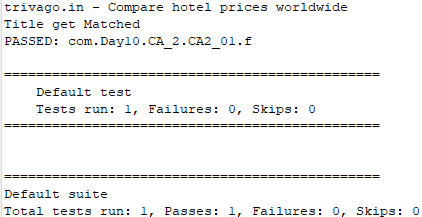 trivago.in - Compare hotel prices worldwide
Title get Matched
PASSED: com.Day10.CA_2.CA2_01.f
===============================================
Default test
Tests run: 1, Failures: 0, Skips: 0
===============================================
===============================================
Default suite
Total tests run: 1, Passes: 1, Failures: 0, Skips: 0